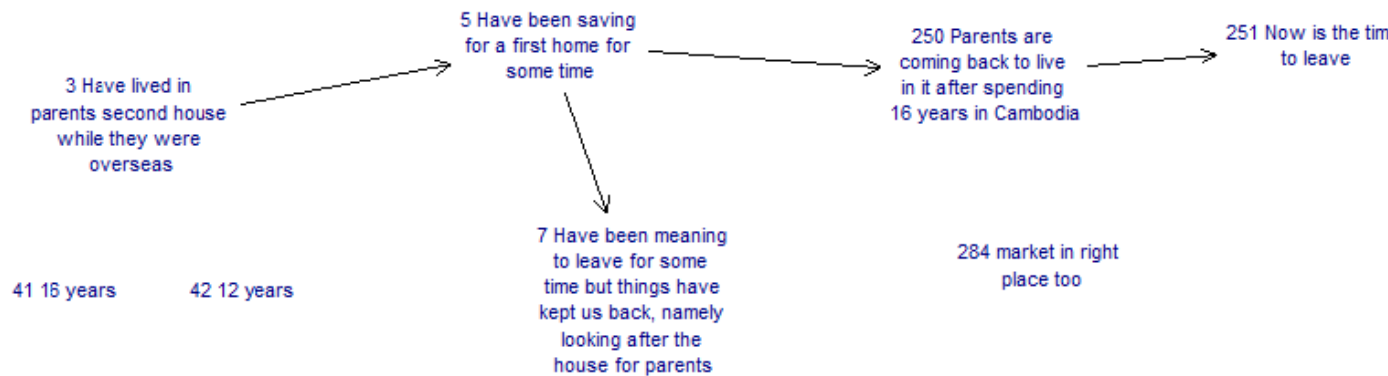 3 Have lived in
parents second house
while they were
overseas
5 Have been saving
for a first home for
some time
250 Parents are
coming back to live
in it after spending
16 years in Cambodia
251 Now is the tim
to leave
7 Have been meaning
to leave for some
time but things have
kept us back, namely
looking after the
house for parents
284 market in right
place too
41 16 years
42 12 years